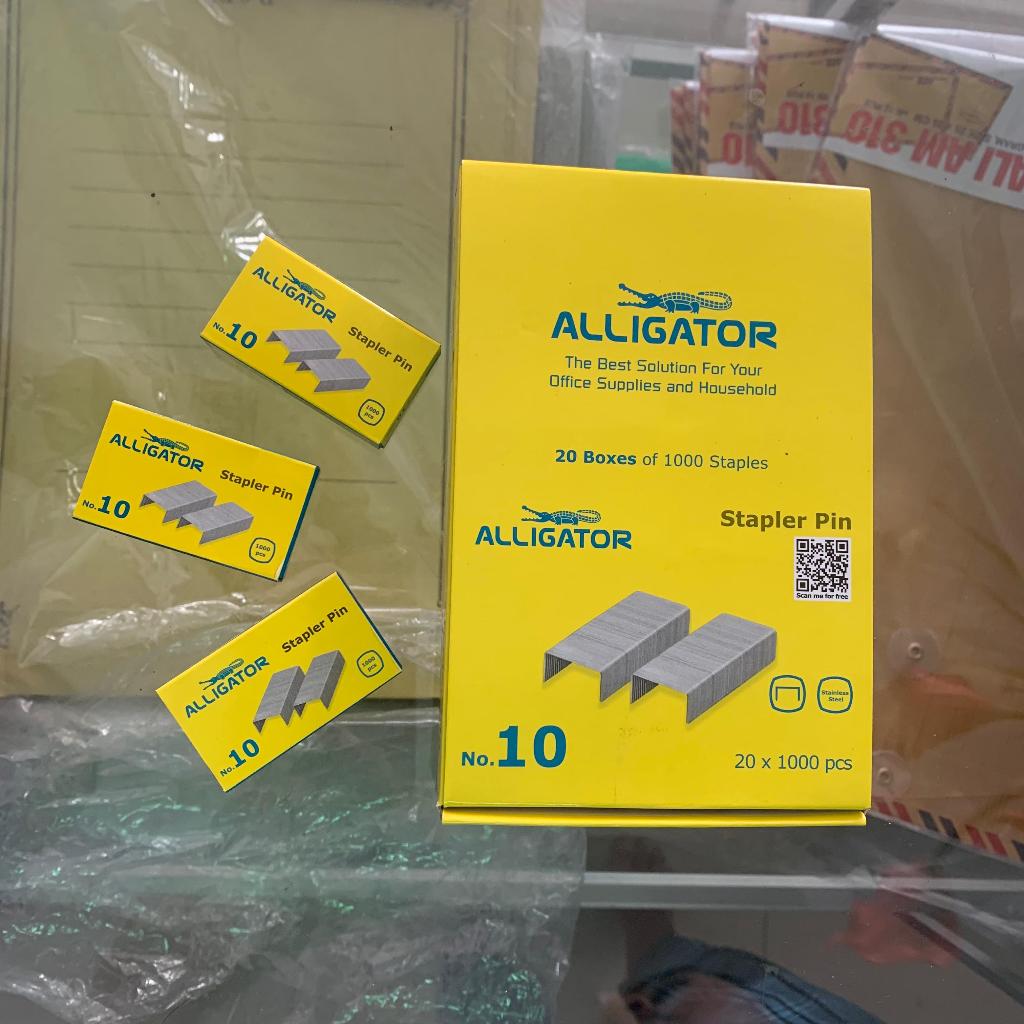 ALLIGATOR
The Best Solution For Your
Office Supplies and Household
20 Boxes of 1000 Staples
ALLIGATOR
Stapler Pin
Scan me for free
Stainless
Steel
No.10
20 x 1000 pcs
ALLIGATOR
Stapler Pin
No.10
1000
pcs
ALLIGATOR
Stapler Pin
No.10
1000
pcs
ALLIGATOR
Stapler Pin
No.10
1000
pcs
ALI AM-310
310
10